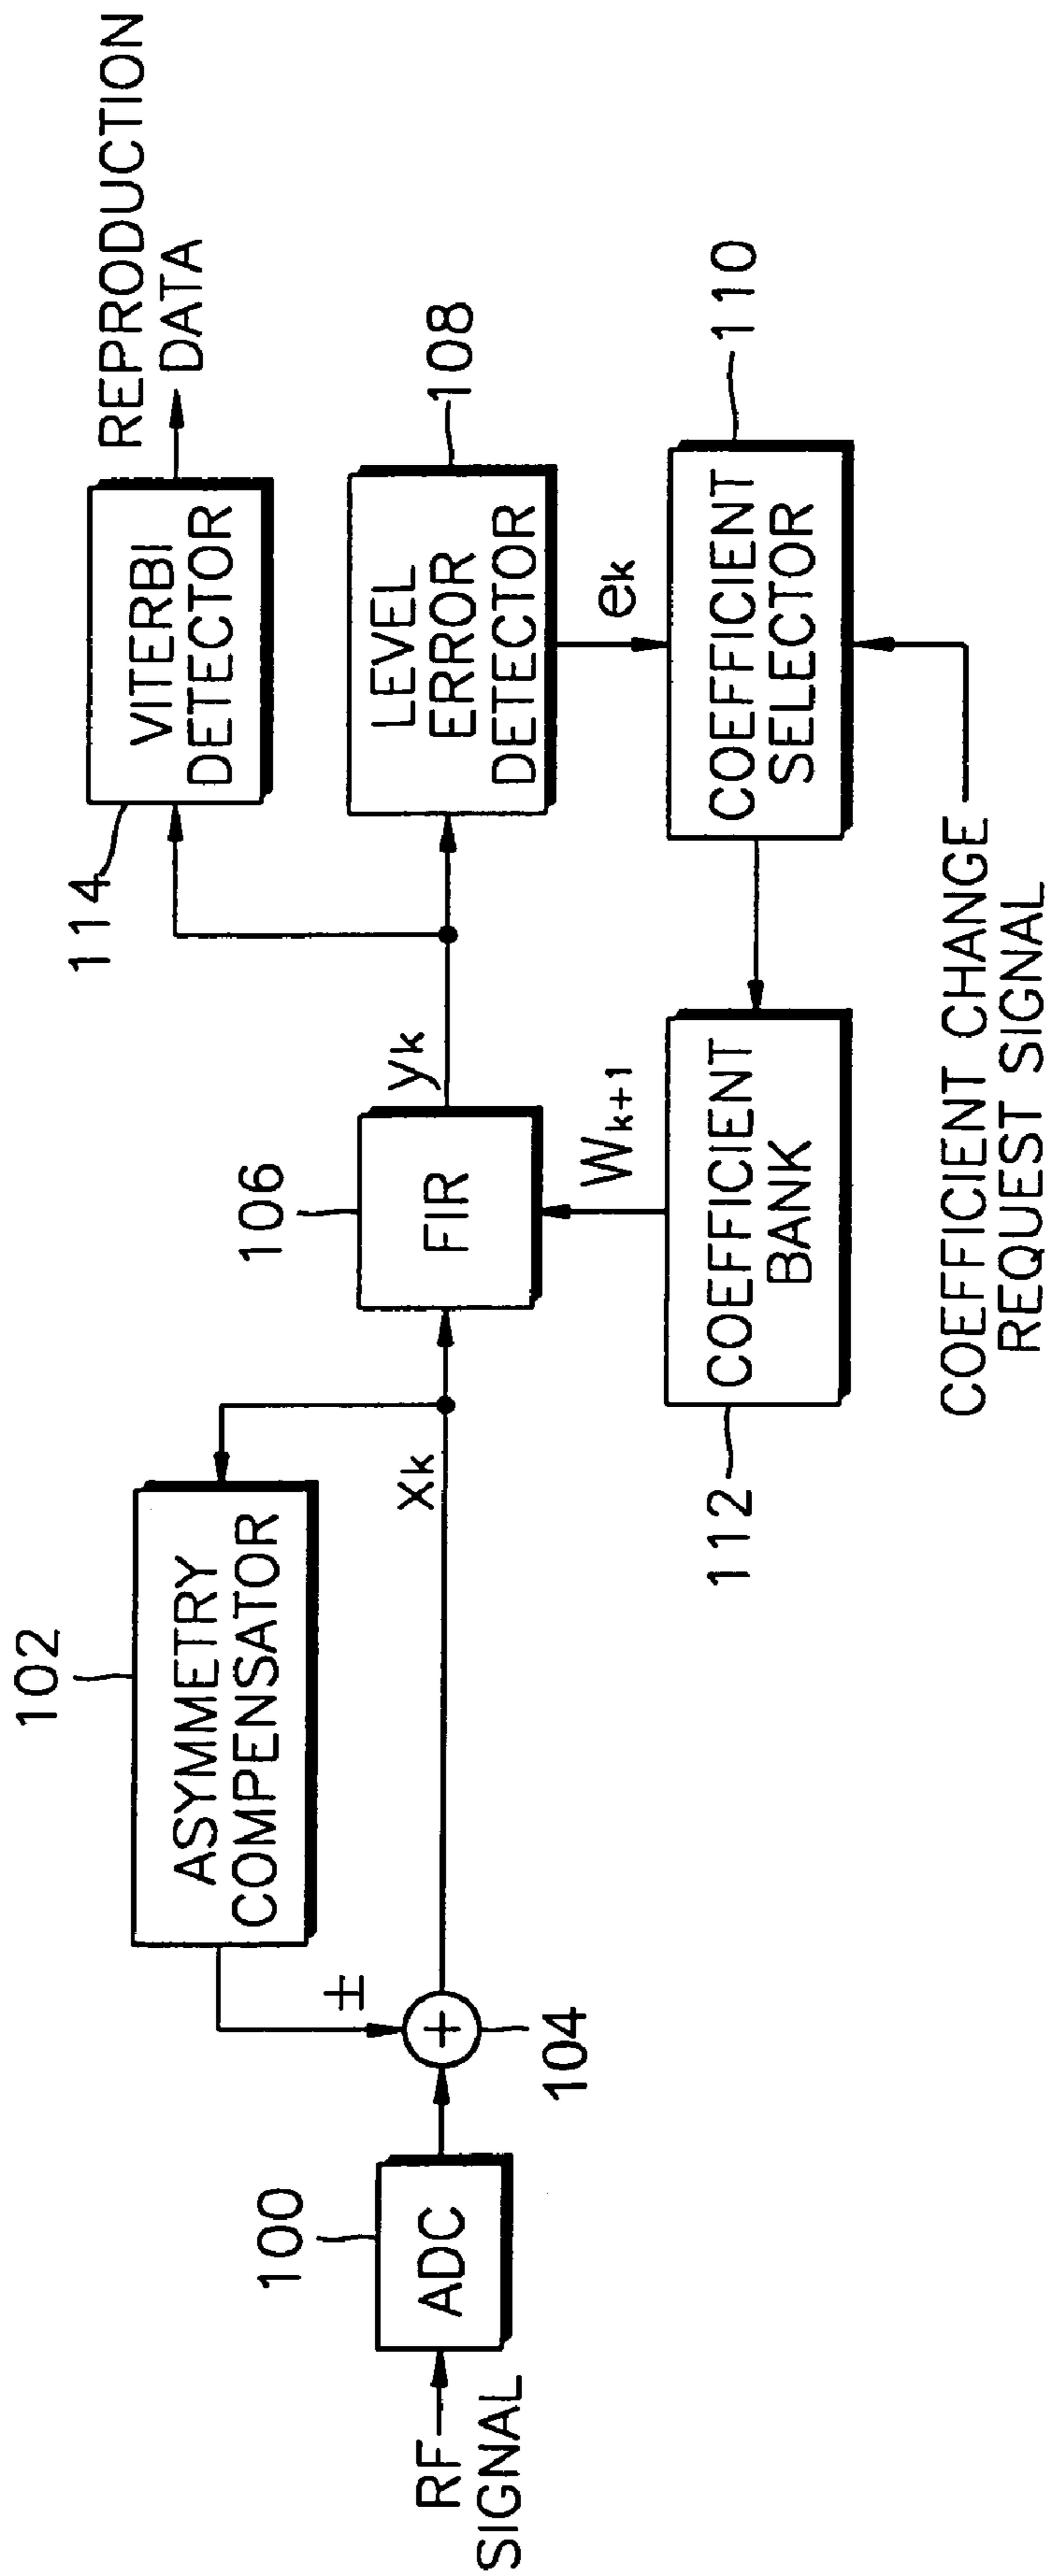 REPRODUCTION
DATA
114
VITERBI
DETECTOR
102
ASYMMETRY
COMPENSATOR
±
100
RF
SIGNAL
ADC
+
104
xk
106
FIR
yk
LEVEL
ERROR
DETECTOR
108
Wk+1
ek
112
COEFFICIENT
BANK
COEFFICIENT
SELECTOR
110
COEFFICIENT CHANGE
REQUEST SIGNAL